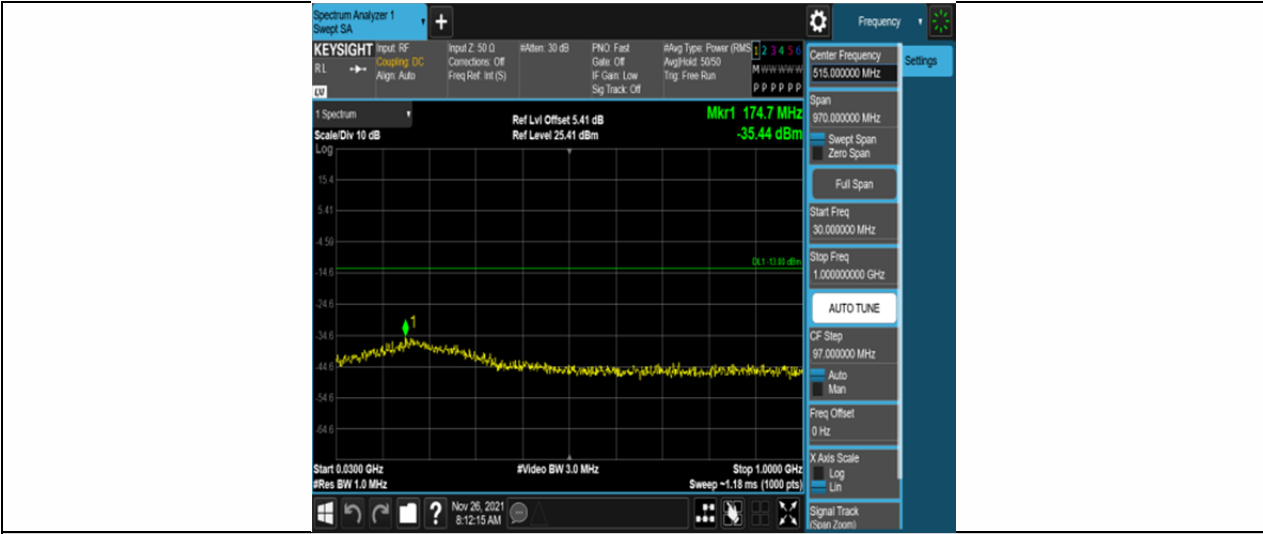 Spectrum Analyzer 1
Swept SA
Frequency
KEYSIGHT
RL
LV
Input: RF
Coupling: DC
Align: Auto
Input Z: 50 Ω
Corrections: Off
Freq Ref: Int (S)
#Atten: 30 dB
PNO: Fast
Gate: Off
IF Gain: Low
Sig Track: Off
#Avg Type: Power (RMS
Avg|Hold: 50/50
Trig: Free Run
1 2 3 4 5 6
M W W W W W
P P P P P P
1 Spectrum
Scale/Div 10 dB
Log
Ref Lvl Offset 5.41 dB
Ref Level 25.41 dBm
Mkr1 174.7 MHz
-35.44 dBm
15.4
5.41
-4.59
DL1 -13.00 dBm
-14.6
-24.6
1
-34.6
-44.6
-54.6
-64.6
Start 0.0300 GHz
#Res BW 1.0 MHz
#Video BW 3.0 MHz
Stop 1.0000 GHz
Sweep ~1.18 ms (1000 pts)
?
Nov 26, 2021
8:12:15 AM
Center Frequency
515.000000 MHz
Settings
Span
970.000000 MHz
Swept Span
Zero Span
Full Span
Start Freq
30.000000 MHz
Stop Freq
1.000000000 GHz
AUTO TUNE
CF Step
97.000000 MHz
Auto
Man
Freq Offset
0 Hz
X Axis Scale
Log
Lin
Signal Track
(Span Zoom)